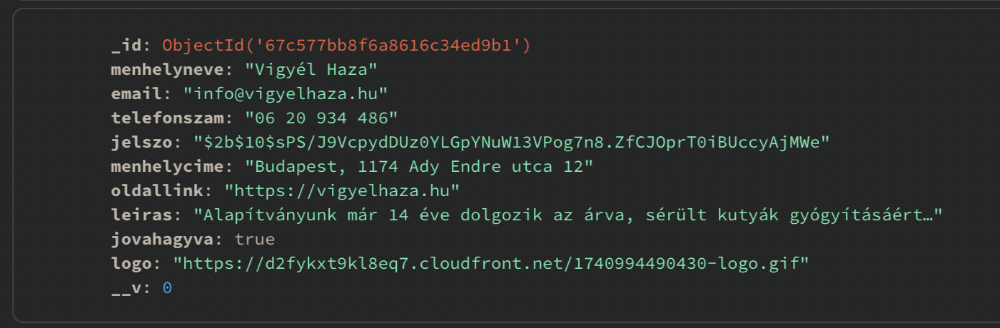 _id: ObjectId('67c577bb8f6a8616c34ed9b1')
menhelyneve: "Vigyél Haza"
email: "info@vigyelhaza.hu"
telefonszam: "06 20 934 486"
jelszo: "$2b$10$sPS/J9VcpydDUz0YLGpYNuW13VPog7n8.ZfCJOprT0iBUccyAjMWe"
menhelycime: "Budapest, 1174 Ady Endre utca 12"
oldallink: "https://vigyelhaza.hu"
leiras: "Alapítványunk már 14 éve dolgozik az árva, sérült kutyák gyógyításáért…"
jovahagyva: true
logo: "https://d2fykxt9kl8eq7.cloudfront.net/1740994490430-logo.gif"
__v: 0